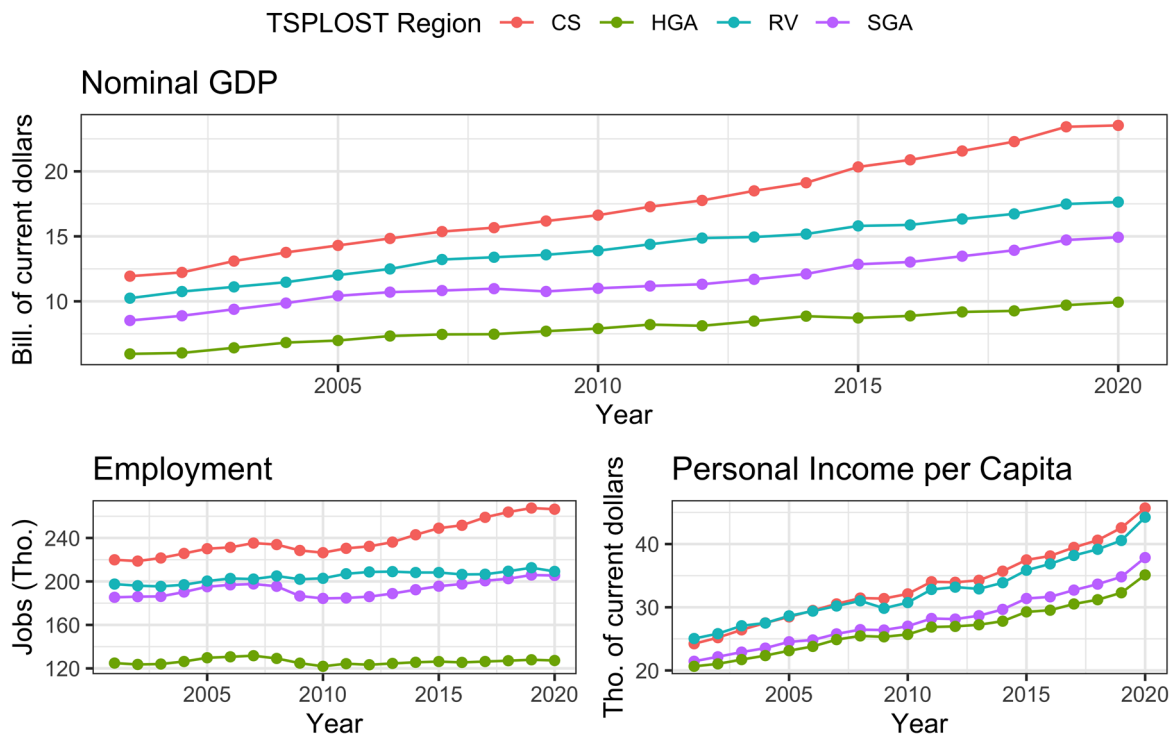 TSPLOST Region CS HGA RV SGA
Nominal GDP
Bill. of current dollars
20
15
10
2005 2010 2015 2020
Year
Employment
Jobs (Tho.)
240
200
160
120
2005 2010 2015 2020
Year
Personal Income per Capita
Tho. of current dollars
40
30
20
2005 2010 2015 2020
Year